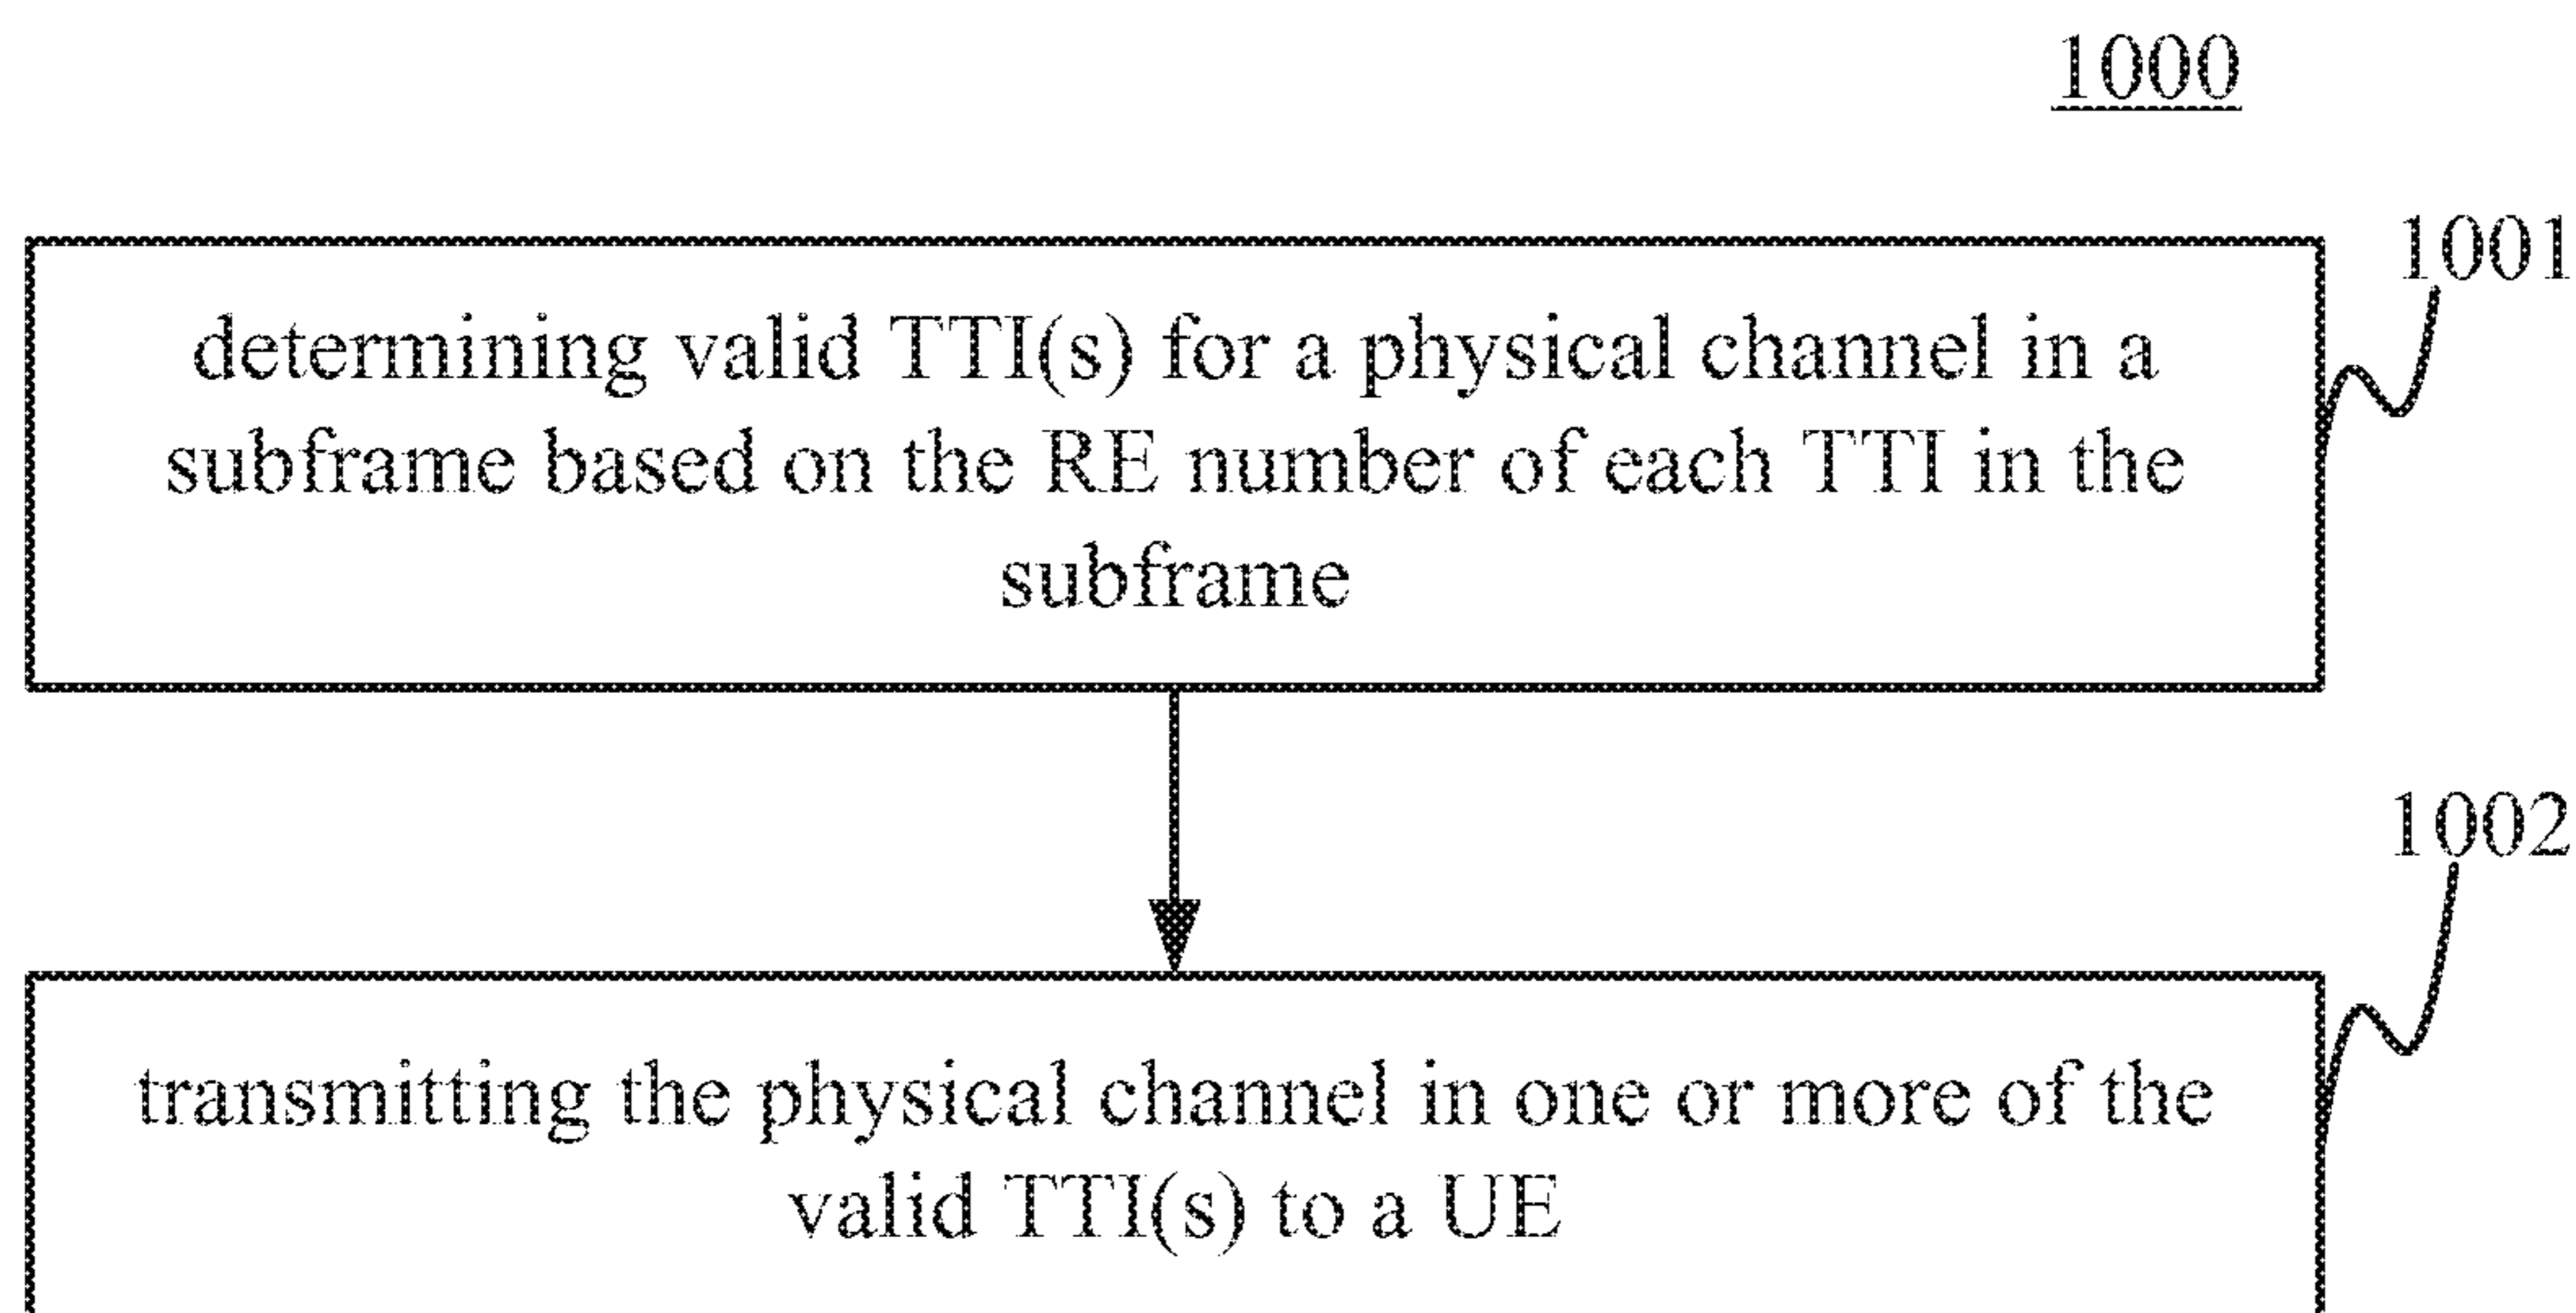 1000
1001
determining valid TTI(s) for a physical channel in a
subframe based on the RE number of each TTI in the
subframe
1002
transmitting the physical channel in one or more of the
valid TTI(s) to a UE